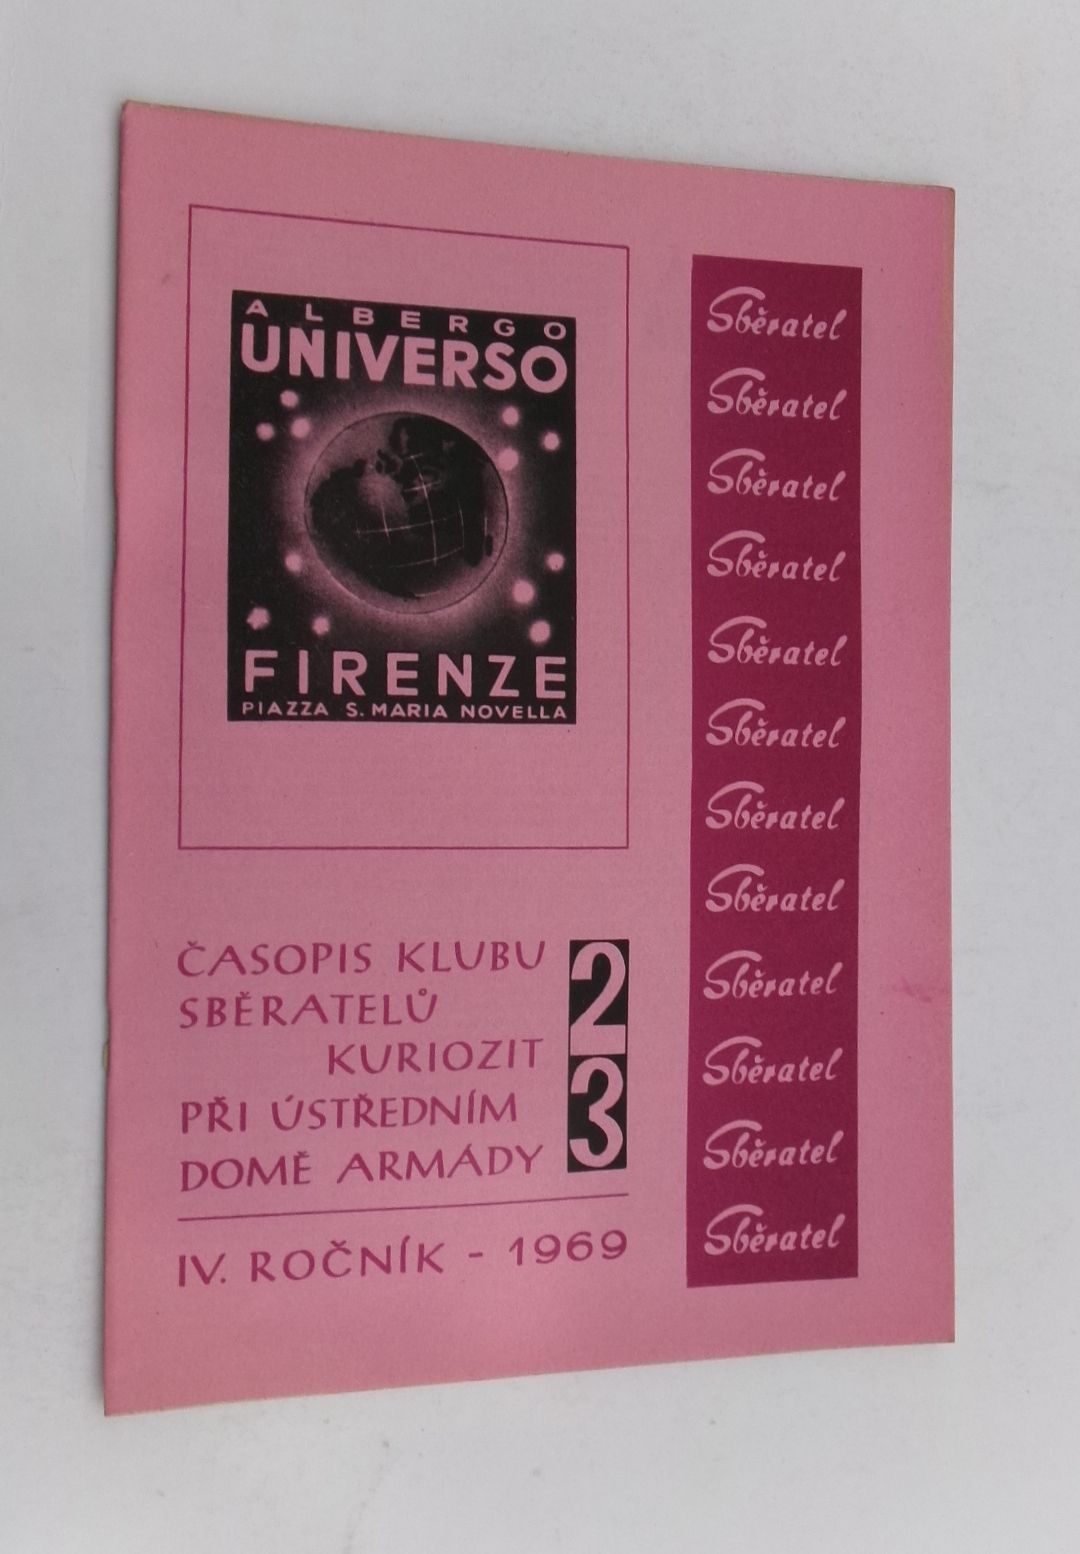 ALBERGO
UNIVERSO
FIRENZE
PIAZZA S. MARIA NOVELLA
ČASOPIS KLUBU
SBĚRATELŮ
KURIOZIT
PŘI ÚSTŘEDNÍM
DOMĚ ARMÁDY
2
3
IV. ROČNÍK - 1969
Sběratel
Sběratel
Sběratel
Sběratel
Sběratel
Sběratel
Sběratel
Sběratel
Sběratel
Sběratel
Sběratel
Sběratel